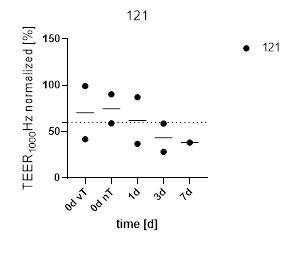 121
TEER1000Hz normalized [%]
150
100
50
0
0d vT
0d nT
1d
3d
7d
time [d]
121